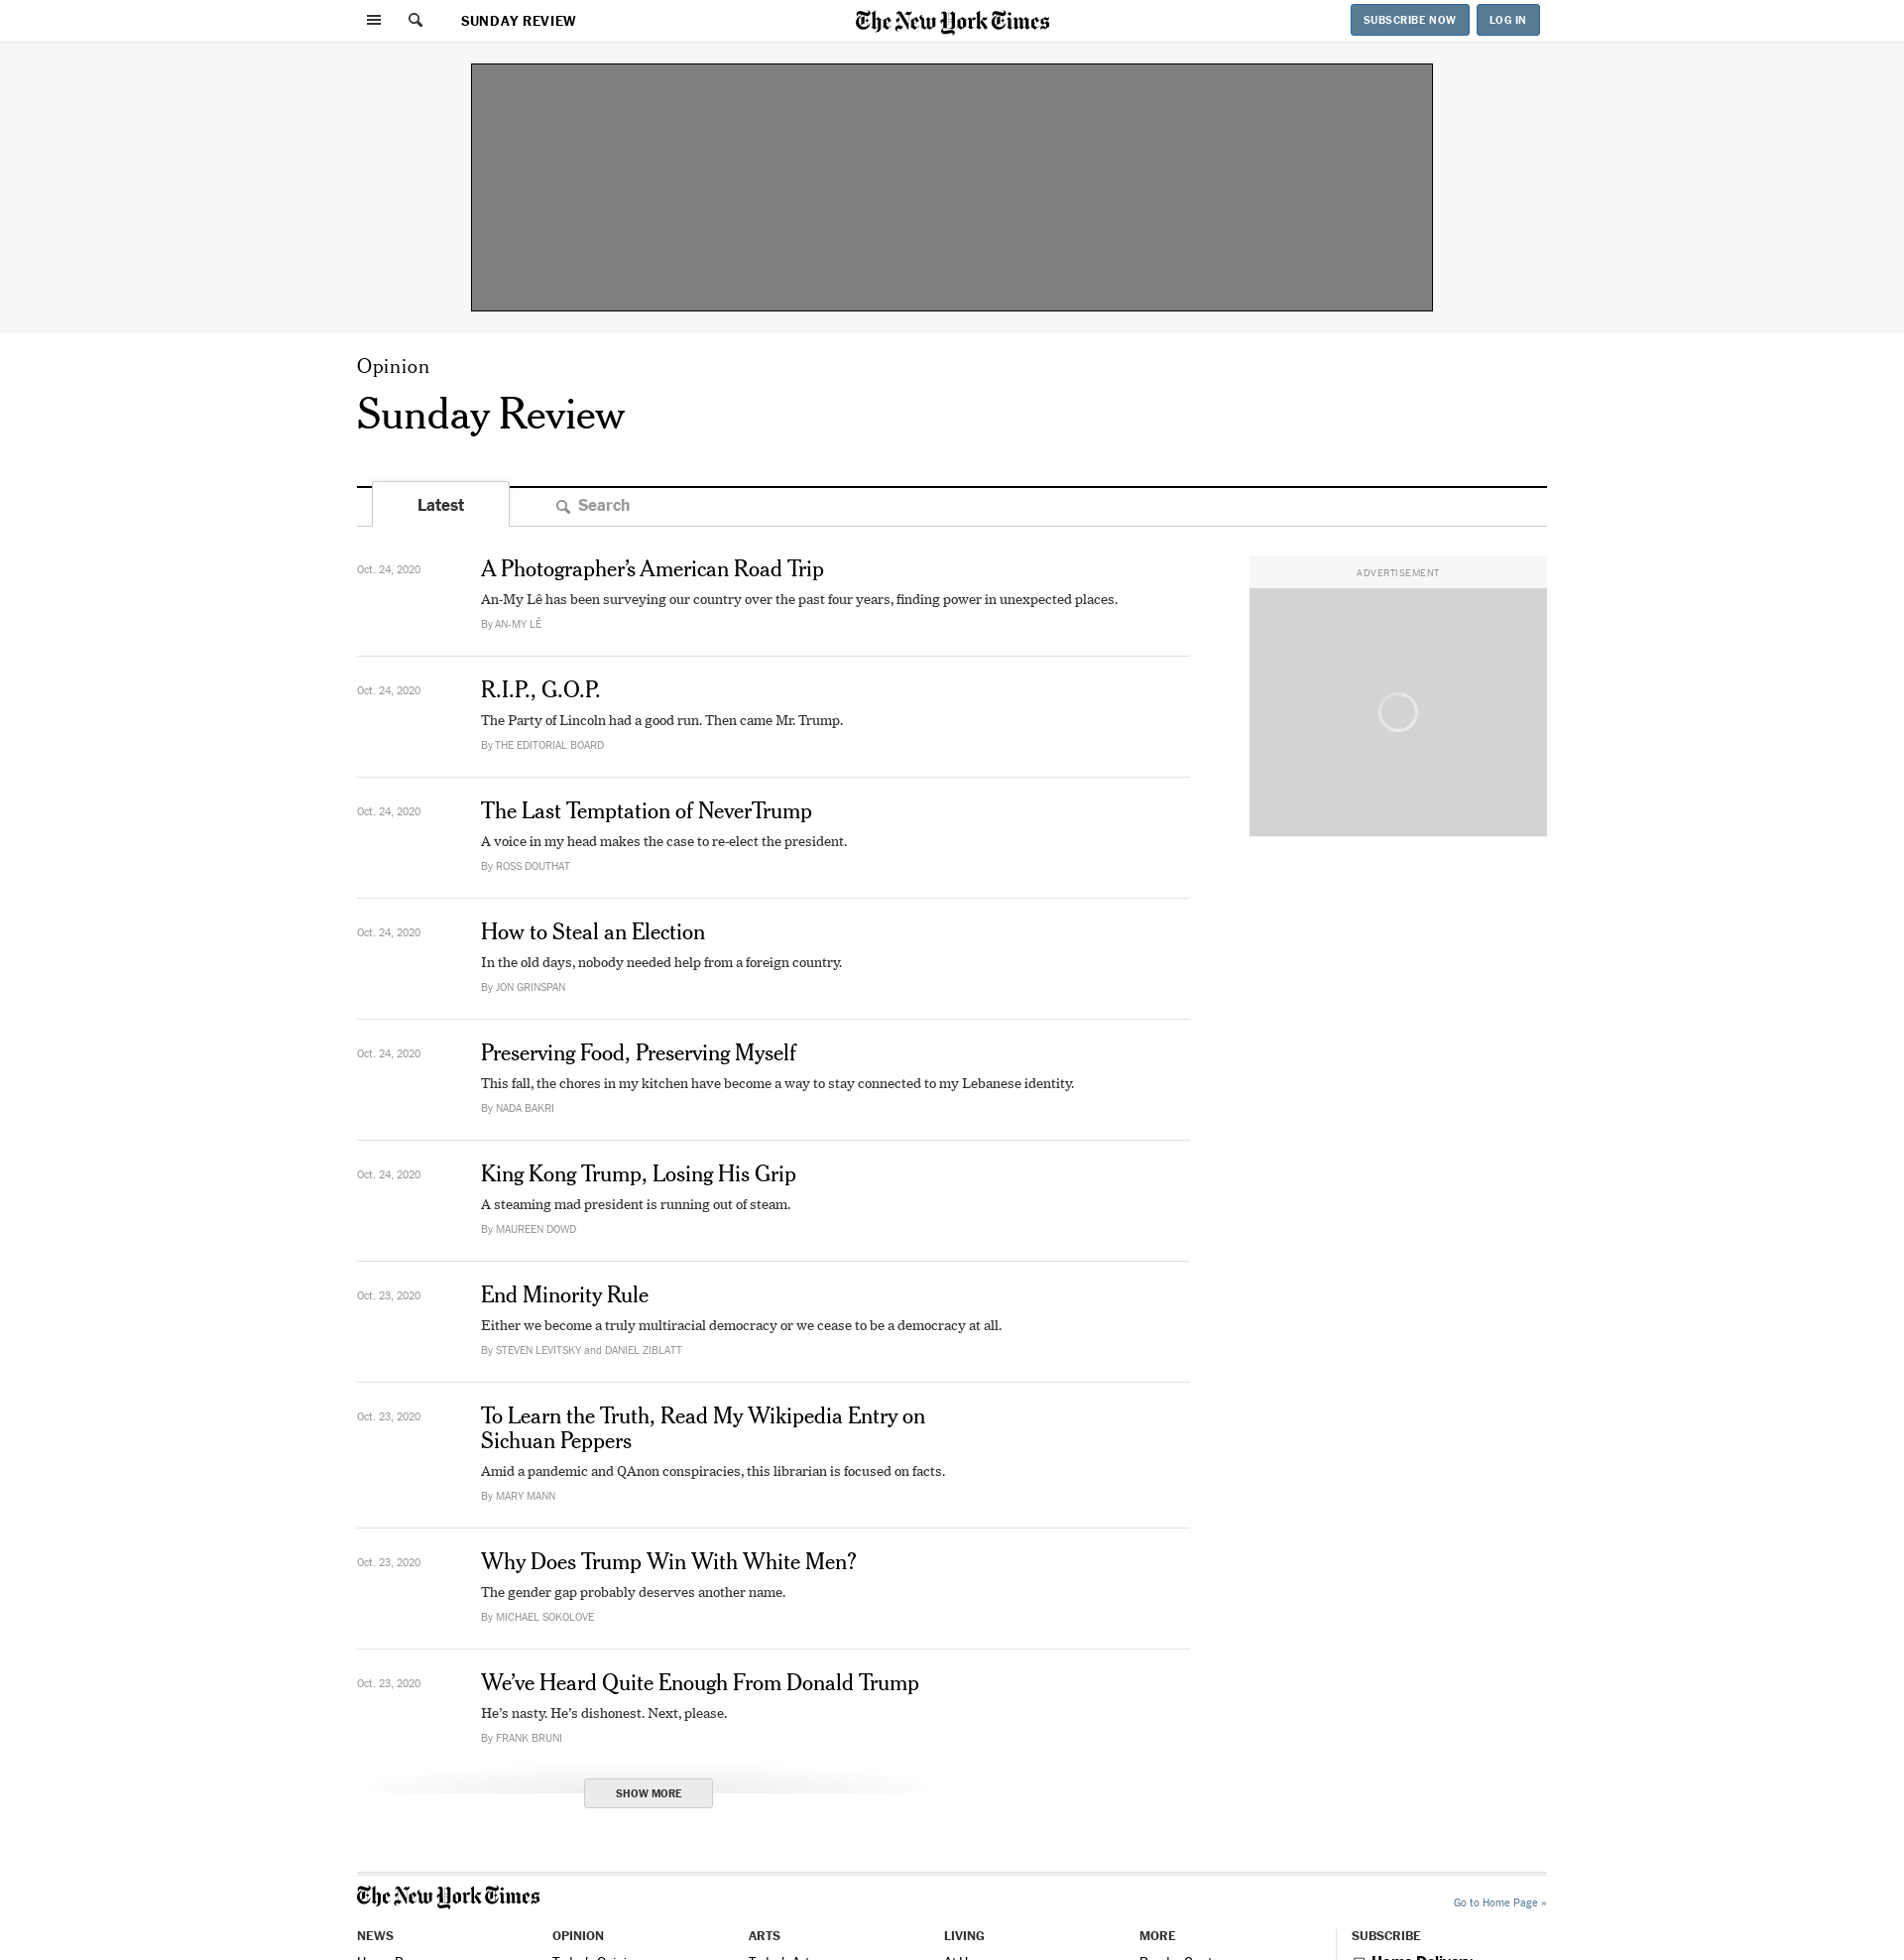 SUNDAY REVIEW
The New York Times
SUBSCRIBE NOW
LOG IN
Opinion
Sunday Review
Latest
Search
Oct. 24, 2020
A Photographer’s American Road Trip
An-My Lê has been surveying our country over the past four years, finding power in unexpected places.
By AN-MY LÊ
ADVERTISEMENT
Oct. 24, 2020
R.I.P., G.O.P.
The Party of Lincoln had a good run. Then came Mr. Trump.
By THE EDITORIAL BOARD
Oct. 24, 2020
The Last Temptation of NeverTrump
A voice in my head makes the case to re-elect the president.
By ROSS DOUTHAT
Oct. 24, 2020
How to Steal an Election
In the old days, nobody needed help from a foreign country.
By JON GRINSPAN
Oct. 24, 2020
Preserving Food, Preserving Myself
This fall, the chores in my kitchen have become a way to stay connected to my Lebanese identity.
By NADA BAKRI
Oct. 24, 2020
King Kong Trump, Losing His Grip
A steaming mad president is running out of steam.
By MAUREEN DOWD
Oct. 23, 2020
End Minority Rule
Either we become a truly multiracial democracy or we cease to be a democracy at all.
By STEVEN LEVITSKY and DANIEL ZIBLATT
Oct. 23, 2020
To Learn the Truth, Read My Wikipedia Entry on
Sichuan Peppers
Amid a pandemic and QAnon conspiracies, this librarian is focused on facts.
By MARY MANN
Oct. 23, 2020
Why Does Trump Win With White Men?
The gender gap probably deserves another name.
By MICHAEL SOKOLOVE
Oct. 23, 2020
We’ve Heard Quite Enough From Donald Trump
He’s nasty. He’s dishonest. Next, please.
By FRANK BRUNI
SHOW MORE
The New York Times
Go to Home Page »
NEWS
OPINION
ARTS
LIVING
MORE
SUBSCRIBE
Home Delivery